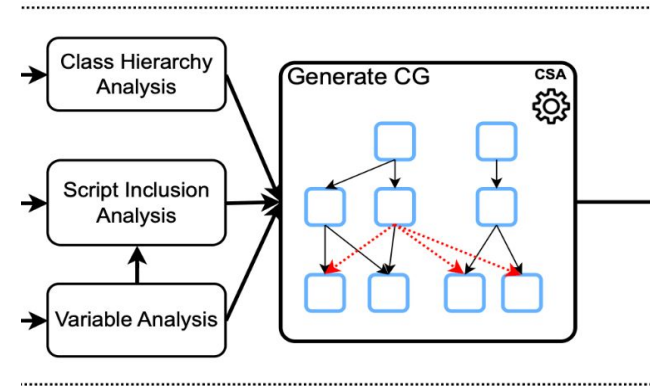 Class Hierarchy
Analysis
Script Inclusion
Analysis
Variable Analysis
Generate CG
CSA